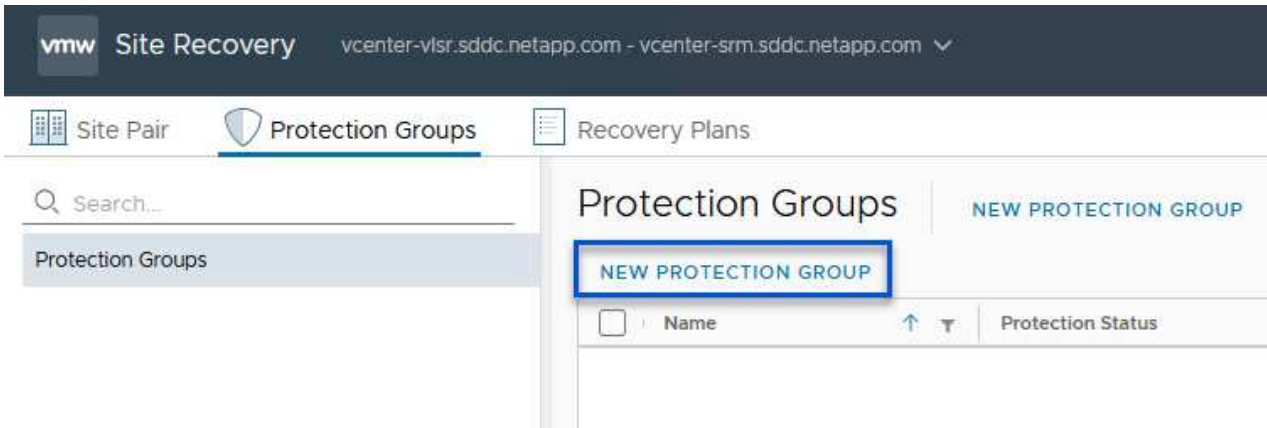 vmw Site Recovery vcenter-vlsr.sddc.netapp.com - vcenter-srm.sddc.netapp.com
Site Pair Protection Groups Recovery Plans
Search...
Protection Groups
Protection Groups NEW PROTECTION GROUP
NEW PROTECTION GROUP
Name Protection Status